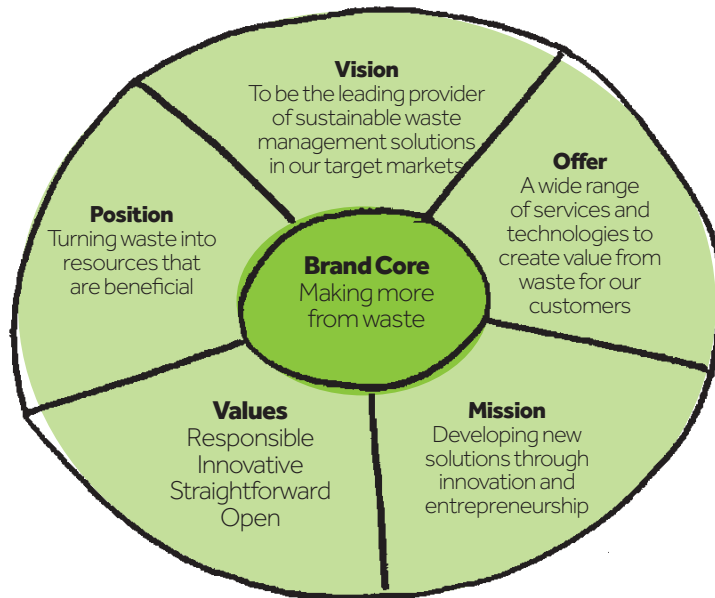 Vision
To be the leading provider
of sustainable waste
management solutions
in our target markets
Offer
A wide range
of services and
technologies to
create value from
waste for our
customers
Position
Turning waste into
resources that
are beneficial
Brand Core
Making more
from waste
Values
Responsible
Innovative
Straightforward
Open
Mission
Developing new
solutions through
innovation and
entrepreneurship